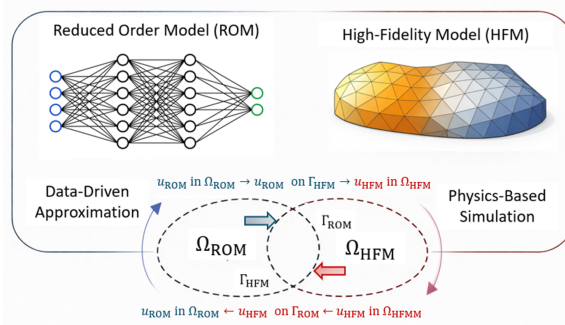 Reduced Order Model (ROM)
High-Fidelity Model (HFM)
u_ROM in Ω_ROM → u_ROM on Γ_HFM → u_HFM in Ω_HFM
Data-Driven
Approximation
Physics-Based
Simulation
Γ_ROM
Ω_ROM
Ω_HFM
Γ_HFM
u_ROM in Ω_ROM ← u_HFM on Γ_ROM ← u_HFM in Ω_HFMM